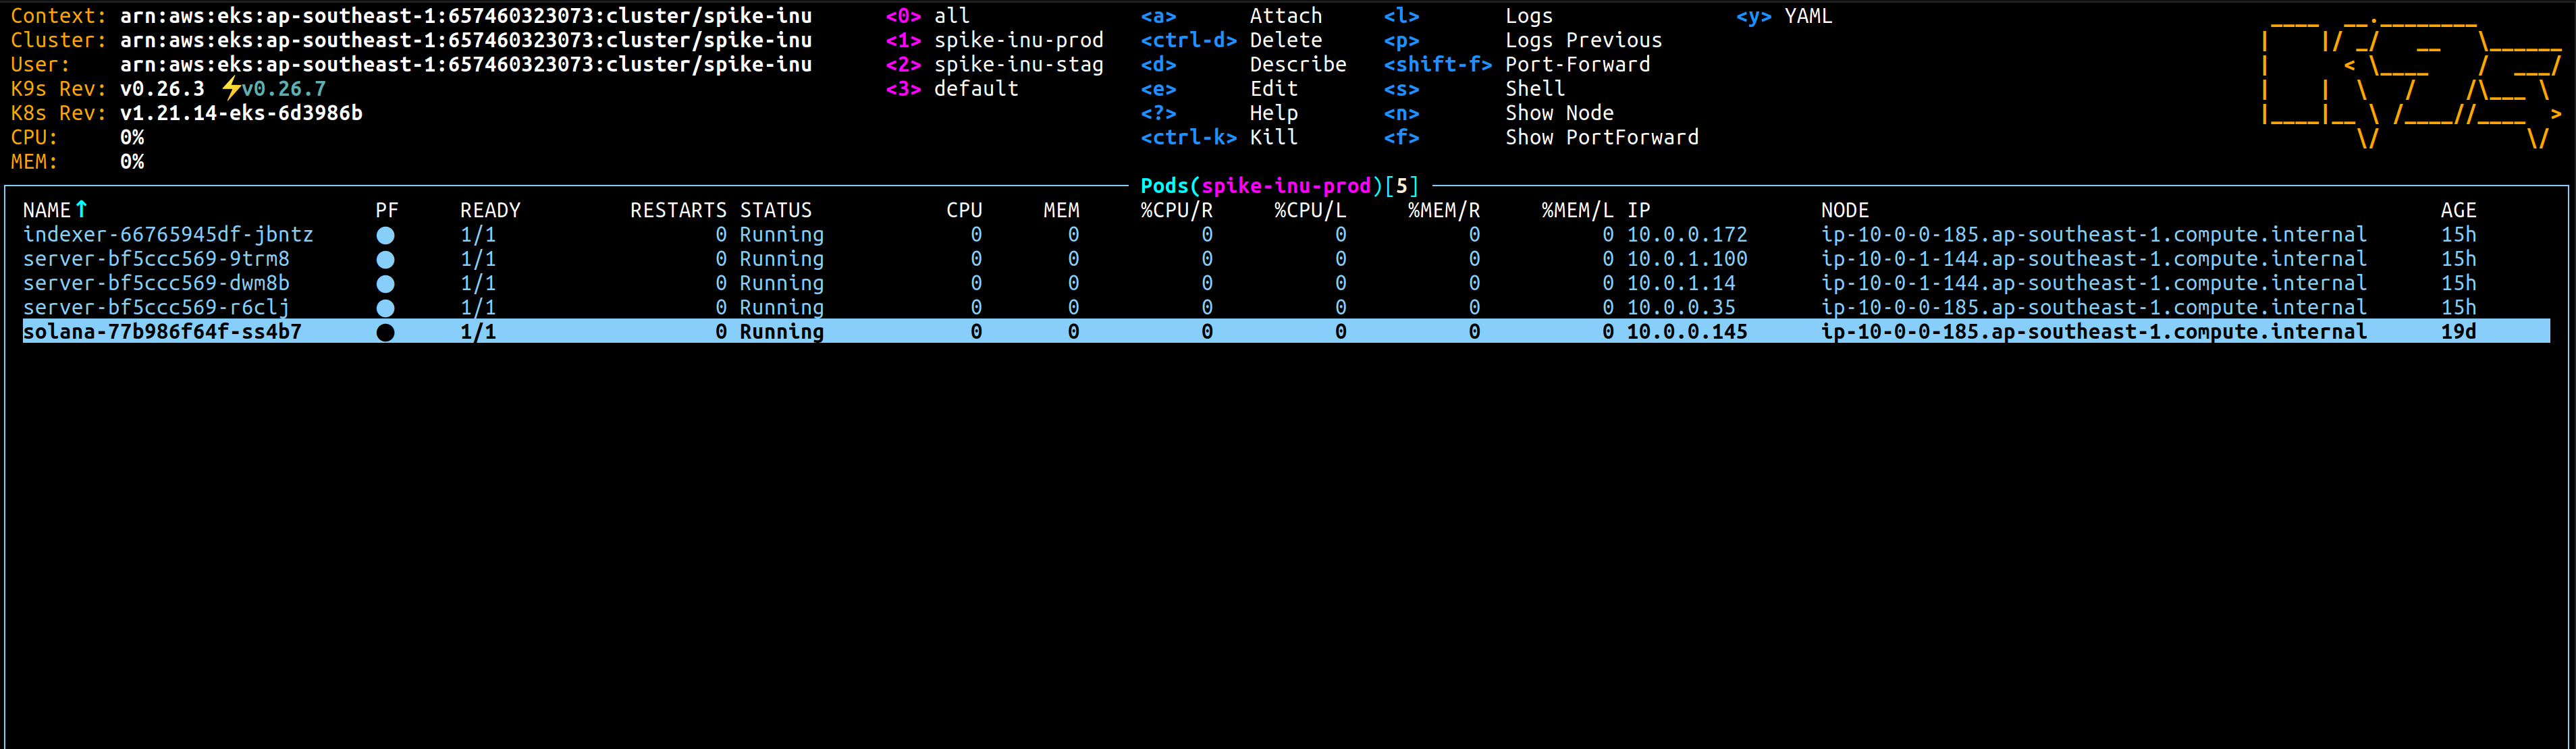 Context: arn:aws:eks:ap-southeast-1:657460323073:cluster/spike-inu <0> all <a> Attach <l> Logs <y> YAML
Cluster: arn:aws:eks:ap-southeast-1:657460323073:cluster/spike-inu <1> spike-inu-prod <ctrl-d> Delete <p> Logs Previous
User: arn:aws:eks:ap-southeast-1:657460323073:cluster/spike-inu <2> spike-inu-stag <d> Describe <shift-f> Port-Forward
K9s Rev: v0.26.3 ⚡v0.26.7 <3> default <e> Edit <s> Shell
K8s Rev: v1.21.14-eks-6d3986b <?> Help <n> Show Node
CPU: 0% <ctrl-k> Kill <f> Show PortForward
MEM: 0%
K9s
Pods(spike-inu-prod)[5]
NAME↑ PF READY RESTARTS STATUS CPU MEM %CPU/R %CPU/L %MEM/R %MEM/L IP NODE AGE
indexer-66765945df-jbntz ● 1/1 0 Running 0 0 0 0 0 0 10.0.0.172 ip-10-0-0-185.ap-southeast-1.compute.internal 15h
server-bf5ccc569-9trm8 ● 1/1 0 Running 0 0 0 0 0 0 10.0.1.100 ip-10-0-1-144.ap-southeast-1.compute.internal 15h
server-bf5ccc569-dwm8b ● 1/1 0 Running 0 0 0 0 0 0 10.0.1.14 ip-10-0-1-144.ap-southeast-1.compute.internal 15h
server-bf5ccc569-r6clj ● 1/1 0 Running 0 0 0 0 0 0 10.0.0.35 ip-10-0-0-185.ap-southeast-1.compute.internal 15h
solana-77b986f64f-ss4b7 ● 1/1 0 Running 0 0 0 0 0 0 10.0.0.145 ip-10-0-0-185.ap-southeast-1.compute.internal 19d